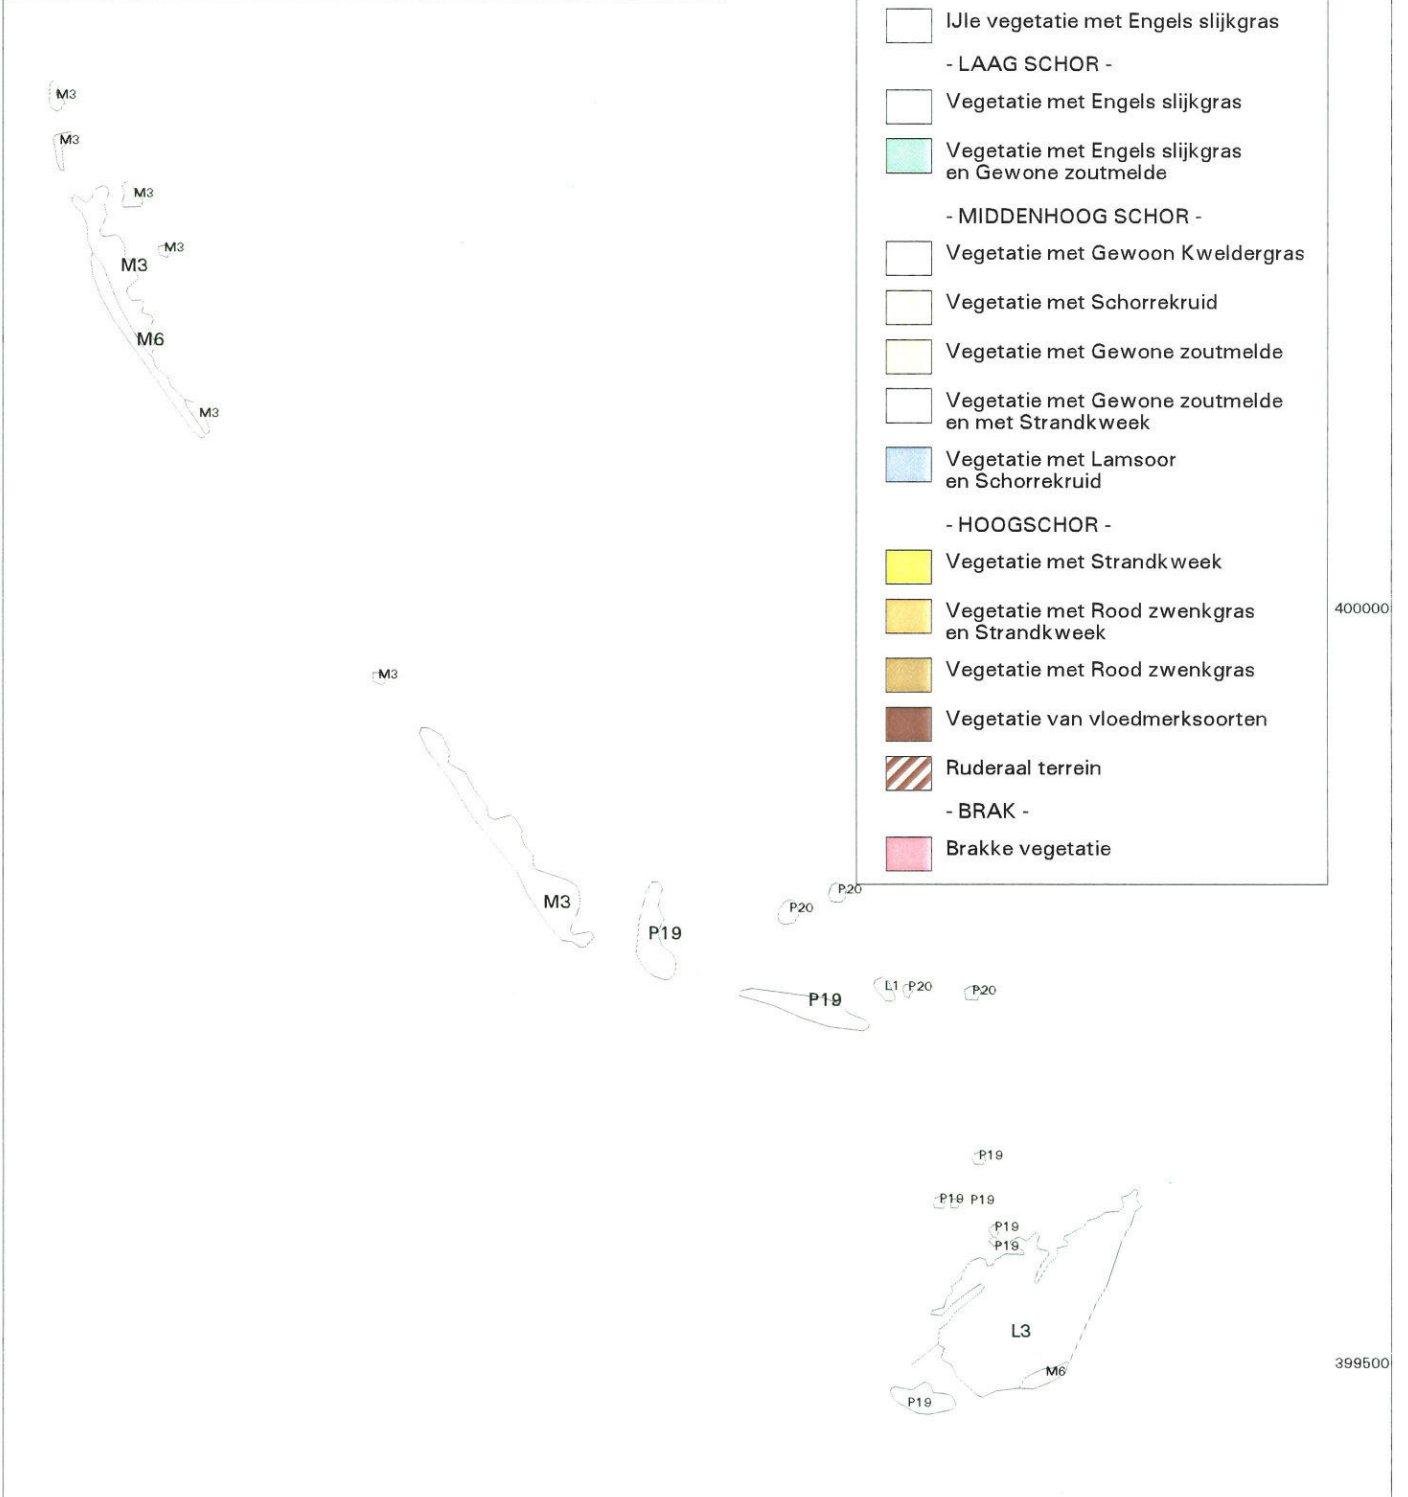 IJle vegetatie met Engels slijkgras
- LAAG SCHOR -
Vegetatie met Engels slijkgras
Vegetatie met Engels slijkgras
en Gewone zoutmelde
- MIDDENHOOG SCHOR -
Vegetatie met Gewoon Kweldergras
Vegetatie met Schorrekruid
Vegetatie met Gewone zoutmelde
Vegetatie met Gewone zoutmelde
en met Strandkweek
Vegetatie met Lamsoor
en Schorrekruid
- HOOGSCHOR -
Vegetatie met Strandkweek
Vegetatie met Rood zwenkgras
en Strandkweek
Vegetatie met Rood zwenkgras
Vegetatie van vloedmerksoorten
Ruderaal terrein
- BRAK -
Brakke vegetatie
400000
399500
M3
M3
M3
M3
M3
M6
M3
M3
M3
P19
P20
P20
P19
L1
P20
P20
P19
P19
P19
P19
P19
L3
M6
P19